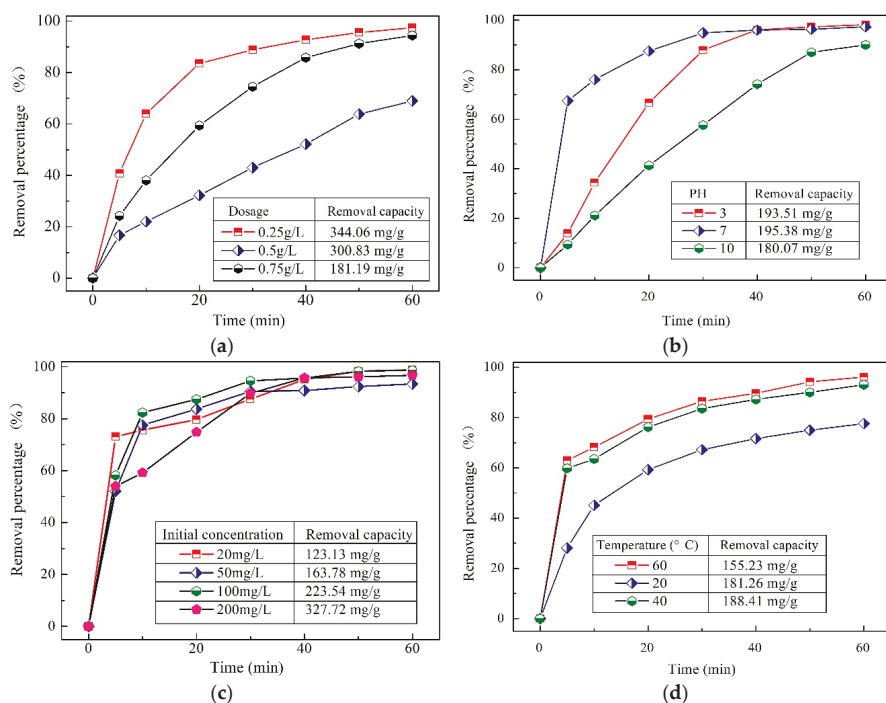 Removal percentage (%)
100
80
60
40
20
0
Dosage Removal capacity
0.25g/L 344.06 mg/g
0.5g/L 300.83 mg/g
0.75g/L 181.19 mg/g
0 20 40 60
Time (min)
(a)
Removal percentage (%)
100
80
60
40
20
0
PH Removal capacity
3 193.51 mg/g
7 195.38 mg/g
10 180.07 mg/g
0 20 40 60
Time (min)
(b)
Removal percentage (%)
100
80
60
40
20
0
Initial concentration Removal capacity
20mg/L 123.13 mg/g
50mg/L 163.78 mg/g
100mg/L 223.54 mg/g
200mg/L 327.72 mg/g
0 20 40 60
Time (min)
(c)
Removal percentage (%)
100
80
60
40
20
0
Temperature (° C) Removal capacity
60 155.23 mg/g
20 181.26 mg/g
40 188.41 mg/g
0 20 40 60
Time (min)
(d)